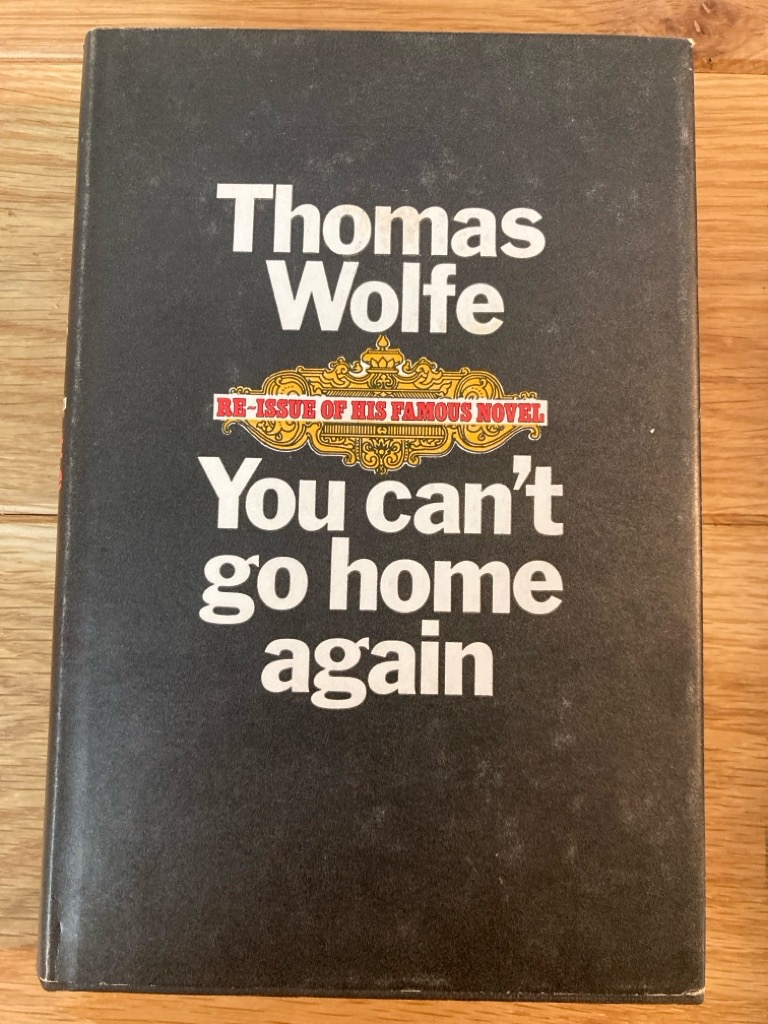 Thomas
Wolfe
RE-ISSUE OF HIS FAMOUS NOVEL
You can't
go home
again